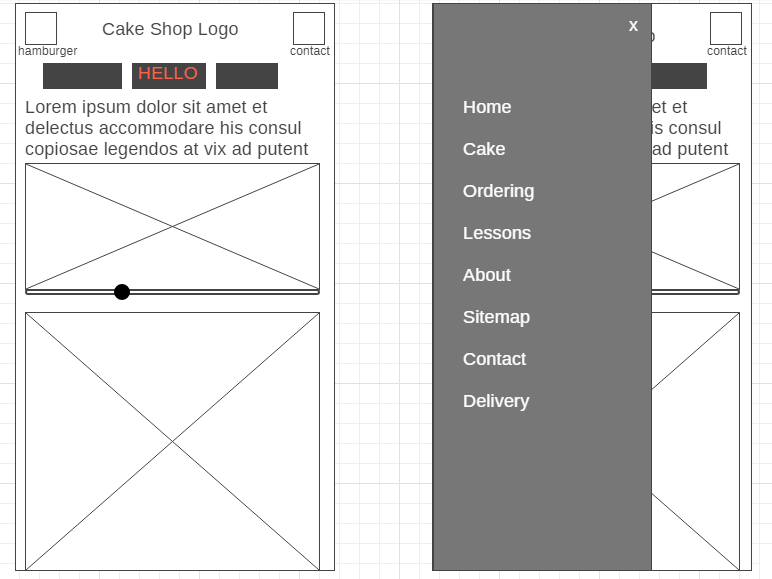 Cake Shop Logo
hamburger
contact
HELLO
Lorem ipsum dolor sit amet et
delectus accommodare his consul
copiosae legendos at vix ad putent
x
Home
Cake
Ordering
Lessons
About
Sitemap
Contact
Delivery
o
contact
et et
is consul
ad putent